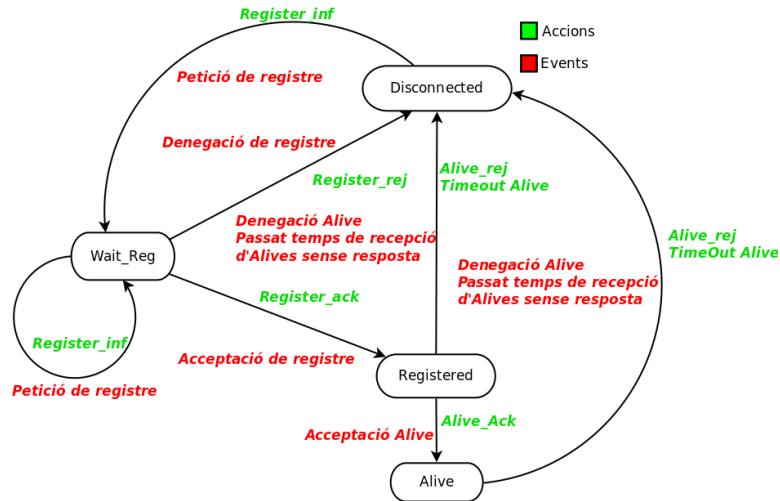 Register_inf
Accions
Events
Petició de registre
Disconnected
Denegació de registre
Register_rej
Alive_rej
Timeout Alive
Denegació Alive
Passat temps de recepció
d'Alives sense resposta
Alive_rej
TimeOut Alive
Wait_Reg
Denegació Alive
Passat temps de recepció
d'Alives sense resposta
Register_ack
Register_inf
Acceptació de registre
Registered
Petició de registre
Alive_Ack
Acceptació Alive
Alive